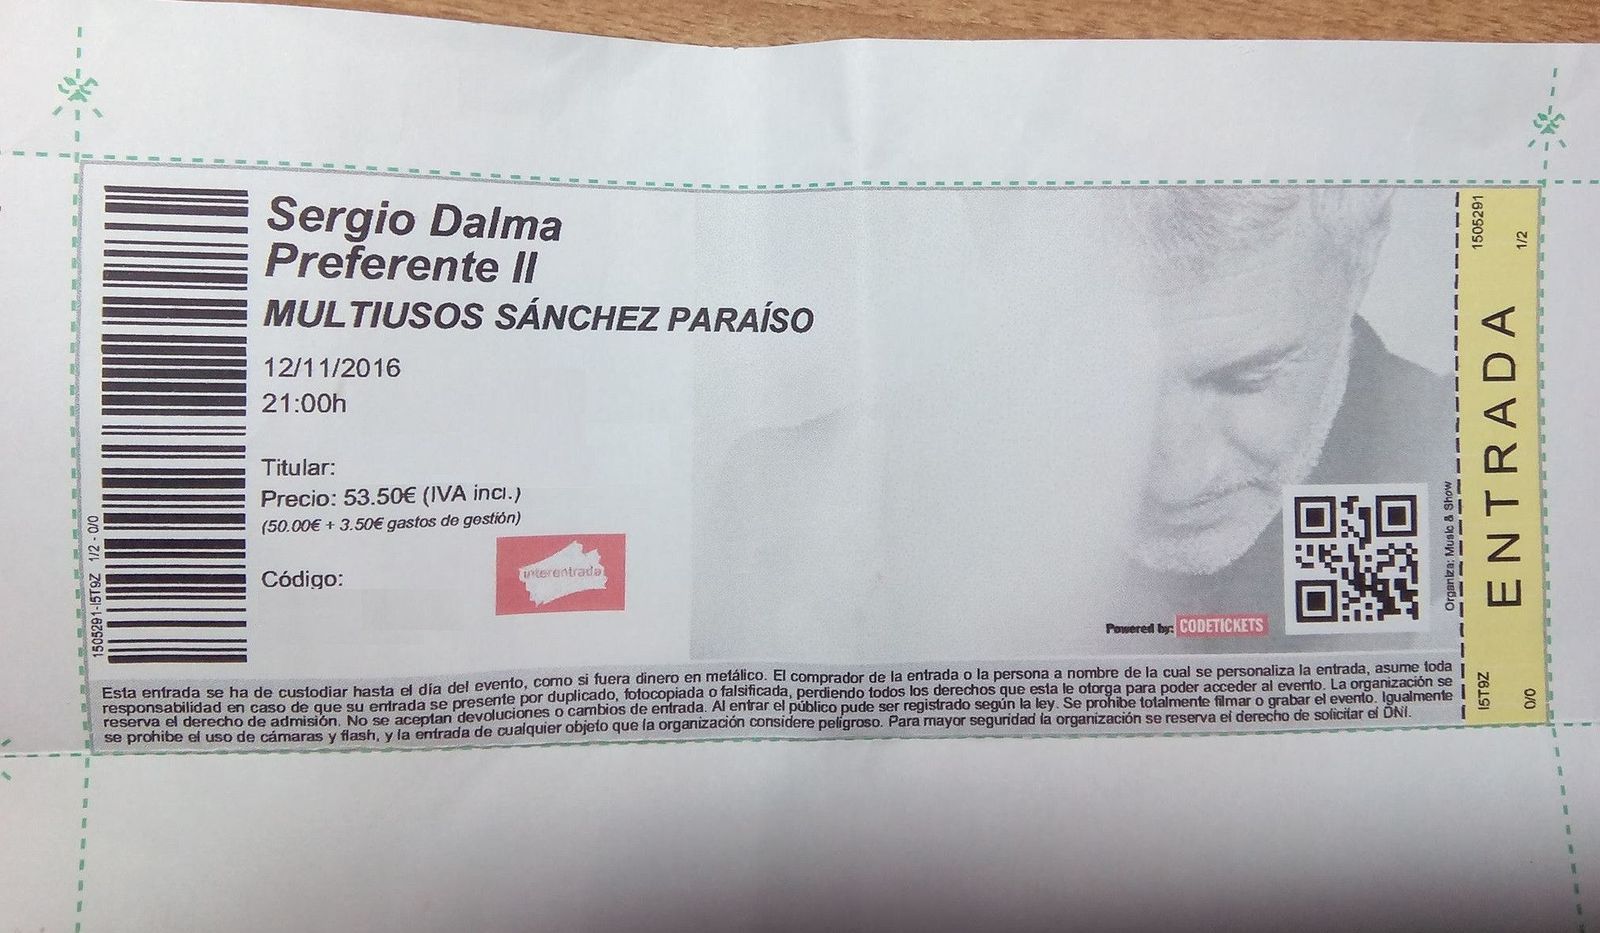 Sergio Dalma
Preferente II
MULTIUSOS SÁNCHEZ PARAÍSO
12/11/2016
21:00h
Titular:
Precio: 53.50€ (IVA incl.)
(50.00€ + 3.50€ gastos de gestión)
Código:
interentrada
1505291-I5T9Z 1/2 - 0/0
Powered by: CODETICKETS
Organiza: Music & Show
ENTRADA
1505291
1/2
I5T9Z
0/0
Esta entrada se ha de custodiar hasta el día del evento, como si fuera dinero en metálico. El comprador de la entrada o la persona a nombre de la cual se personaliza la entrada, asume toda
responsabilidad en caso de que su entrada se presente por duplicado, fotocopiada o falsificada, perdiendo todos los derechos que esta le otorga para poder acceder al evento. La organización se
reserva el derecho de admisión. No se aceptan devoluciones o cambios de entrada. Al entrar el público pude ser registrado según la ley. Se prohibe totalmente filmar o grabar el evento. Igualmente
se prohibe el uso de cámaras y flash, y la entrada de cualquier objeto que la organización considere peligroso. Para mayor seguridad la organización se reserva el derecho de solicitar el DNI.